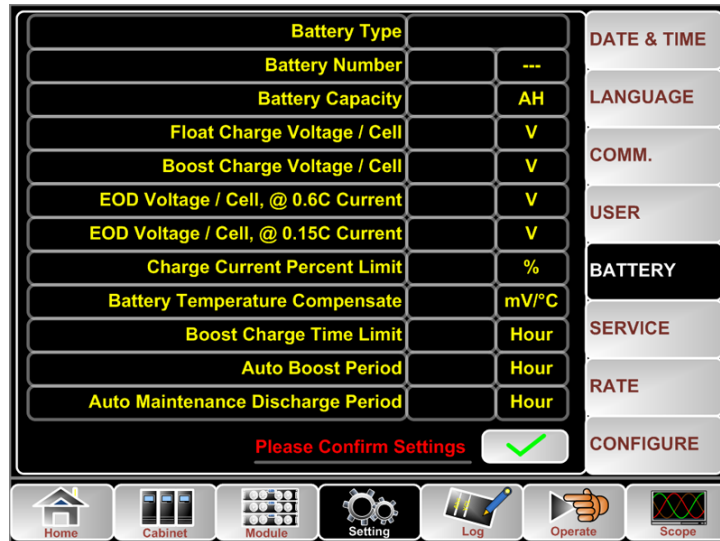 Battery Type
Battery Number ---
Battery Capacity AH
Float Charge Voltage / Cell V
Boost Charge Voltage / Cell V
EOD Voltage / Cell, @ 0.6C Current V
EOD Voltage / Cell, @ 0.15C Current V
Charge Current Percent Limit %
Battery Temperature Compensate mV/°C
Boost Charge Time Limit Hour
Auto Boost Period Hour
Auto Maintenance Discharge Period Hour
Please Confirm Settings
DATE & TIME
LANGUAGE
COMM.
USER
BATTERY
SERVICE
RATE
CONFIGURE
Home Cabinet Module Setting Log Operate Scope